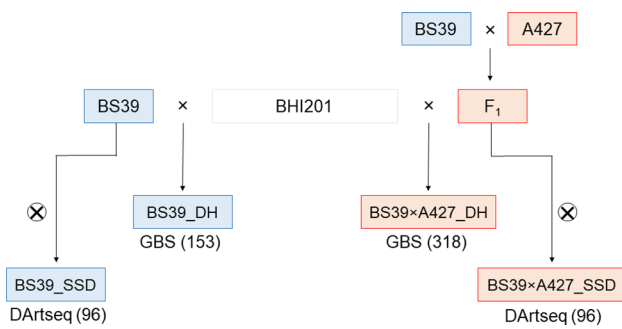 BS39 × A427
BS39 × BHI201 × F₁
BS39_DH BS39×A427_DH
GBS (153) GBS (318)
BS39_SSD BS39×A427_SSD
DArtseq (96) DArtseq (96)